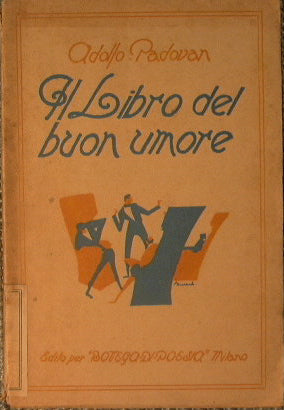 Adolfo Padovan
Il Libro del
buon umore
Edito per "BOTTEGA DI POESIA" Milano